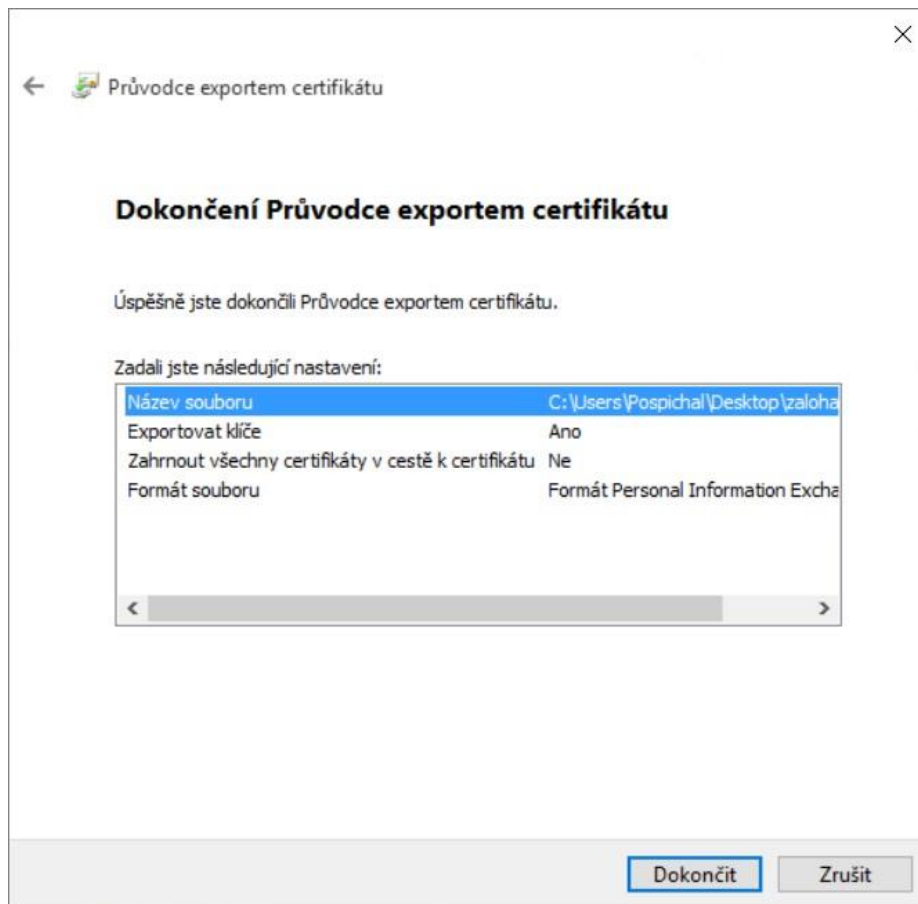 Průvodce exportem certifikátu
Dokončení Průvodce exportem certifikátu
Úspěšně jste dokončili Průvodce exportem certifikátu.
Zadali jste následující nastavení:
Název souboru C:\Users\Pospichal\Desktop\zaloha
Exportovat klíče Ano
Zahrnout všechny certifikáty v cestě k certifikátu Ne
Formát souboru Formát Personal Information Excha
Dokončit Zrušit